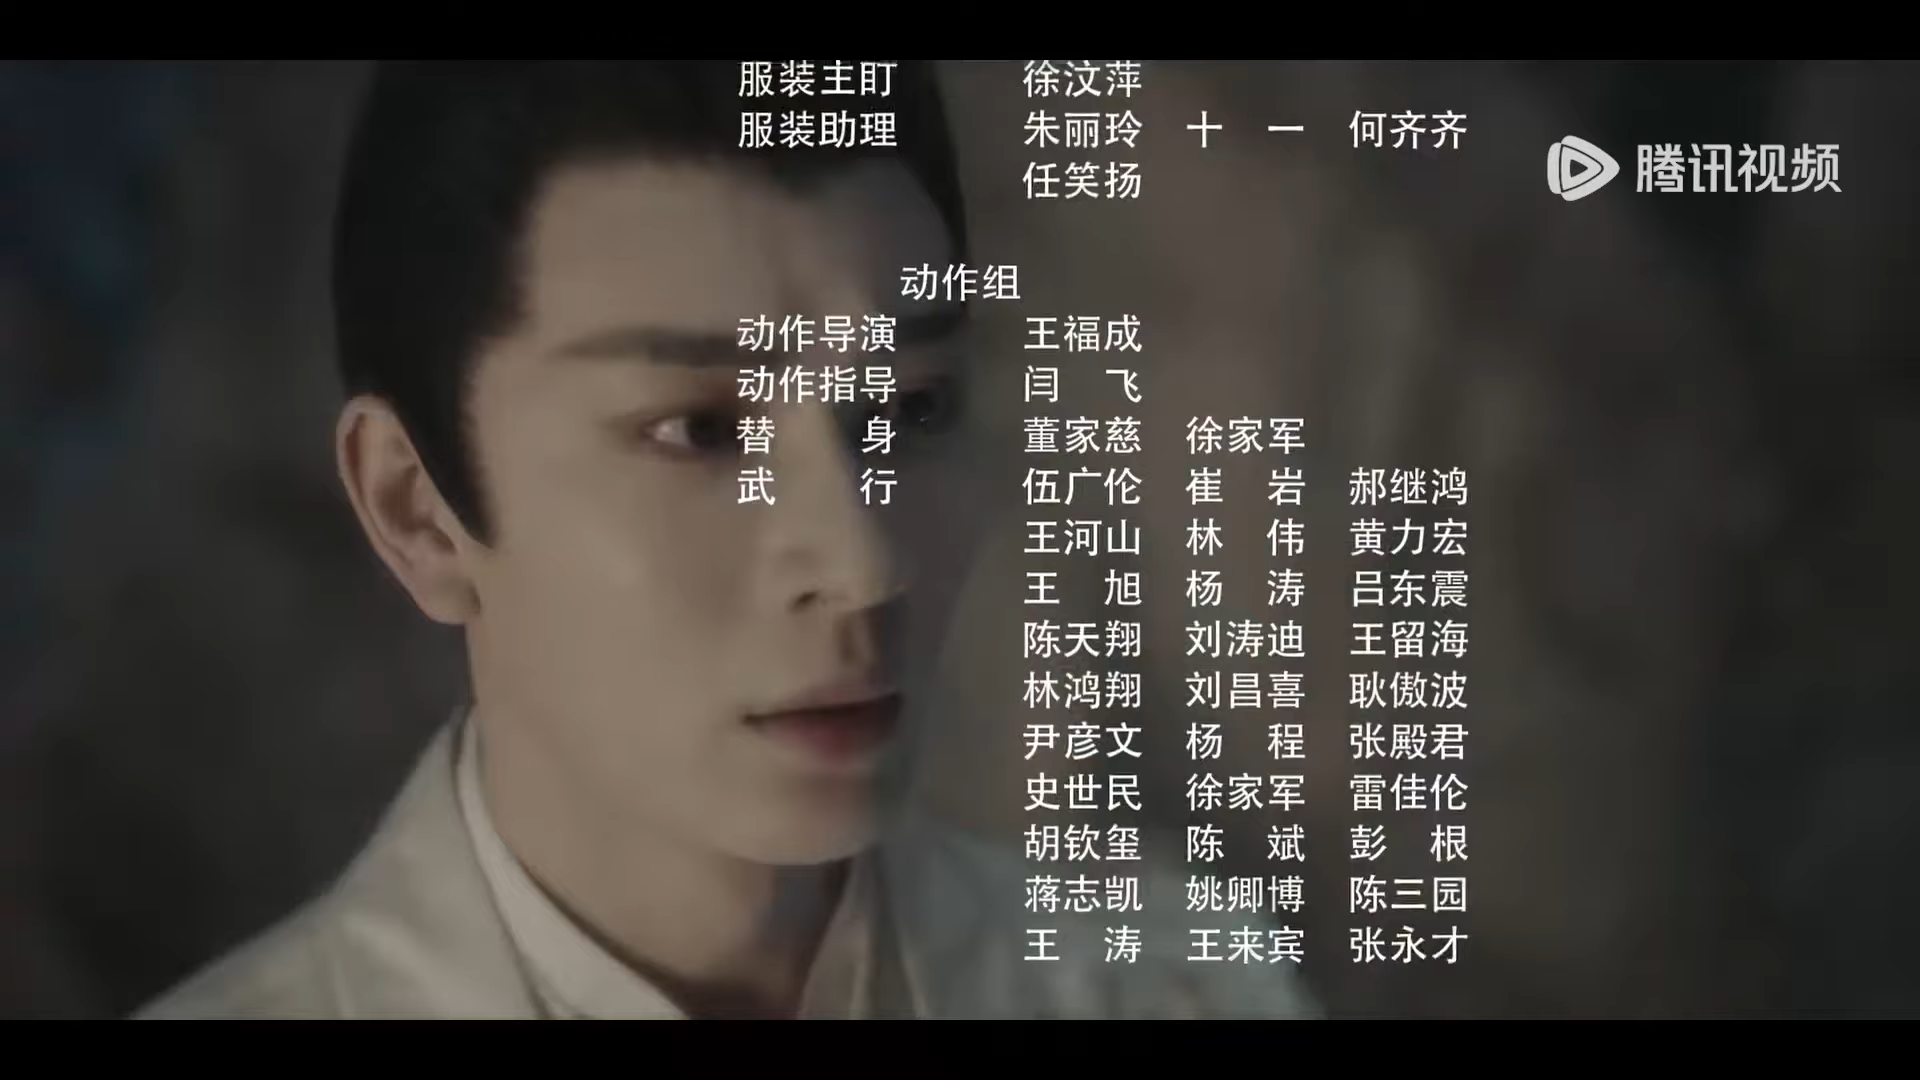 服装主盯 徐汶萍
服装助理 朱丽玲 十一 何齐齐
任笑扬
腾讯视频
动作组
动作导演 王福成
动作指导 闫飞
替身 董家慈 徐家军
武行 伍广伦 崔岩 郝继鸿
王河山 林伟 黄力宏
王旭 杨涛 吕东震
陈天翔 刘涛迪 王留海
林鸿翔 刘昌喜 耿傲波
尹彦文 杨程 张殿君
史世民 徐家军 雷佳伦
胡钦玺 陈斌 彭根
蒋志凯 姚卿博 陈三园
王涛 王来宾 张永才